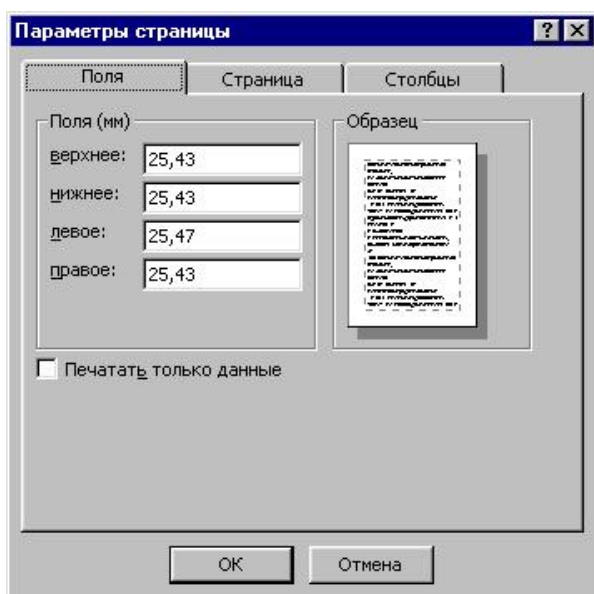 Параметры страницы
Поля Страница Столбцы
Поля (мм) Образец
верхнее: 25,43
нижнее: 25,43
левое: 25,47
правое: 25,43
Печатать только данные
ОК Отмена